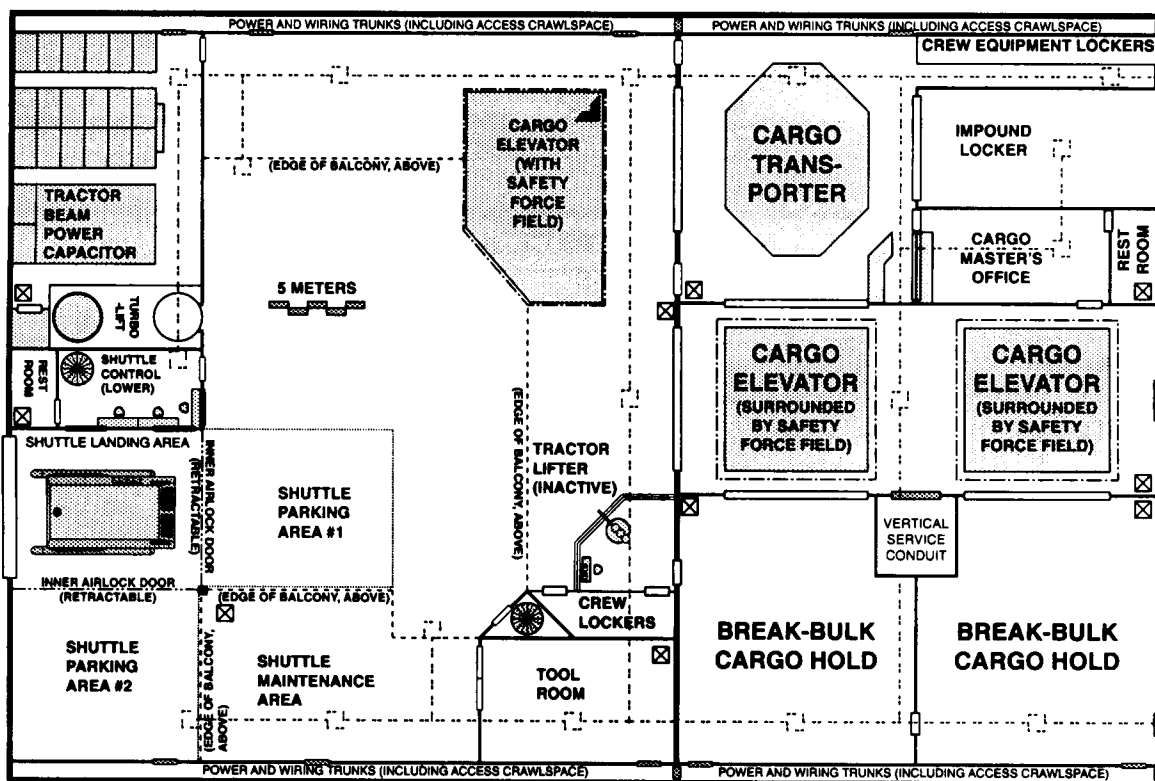 POWER AND WIRING TRUNKS (INCLUDING ACCESS CRAWLSPACE)
POWER AND WIRING TRUNKS (INCLUDING ACCESS CRAWLSPACE)
CREW EQUIPMENT LOCKERS
CARGO
ELEVATOR
(WITH
SAFETY
FORCE
FIELD)
CARGO
TRANS-
PORTER
IMPOUND
LOCKER
(EDGE OF BALCONY, ABOVE)
TRACTOR
BEAM
POWER
CAPACITOR
CARGO
MASTER'S
OFFICE
REST
ROOM
5 METERS
TURBO
-LIFT
REST
ROOM
SHUTTLE
CONTROL
(LOWER)
CARGO
ELEVATOR
(SURROUNDED
BY SAFETY
FORCE FIELD)
CARGO
ELEVATOR
(SURROUNDED
BY SAFETY
FORCE FIELD)
SHUTTLE LANDING AREA
INNER AIRLOCK DOOR
(RETRACTABLE)
(EDGE OF BALCONY, ABOVE)
TRACTOR
LIFTER
(INACTIVE)
SHUTTLE
PARKING
AREA #1
VERTICAL
SERVICE
CONDUIT
INNER AIRLOCK DOOR
(RETRACTABLE)
(EDGE OF BALCONY, ABOVE)
CREW
LOCKERS
BREAK-BULK
CARGO HOLD
BREAK-BULK
CARGO HOLD
SHUTTLE
PARKING
AREA #2
(EDGE OF BALCONY,
ABOVE)
SHUTTLE
MAINTENANCE
AREA
TOOL
ROOM
POWER AND WIRING TRUNKS (INCLUDING ACCESS CRAWLSPACE)
POWER AND WIRING TRUNKS (INCLUDING ACCESS CRAWLSPACE)